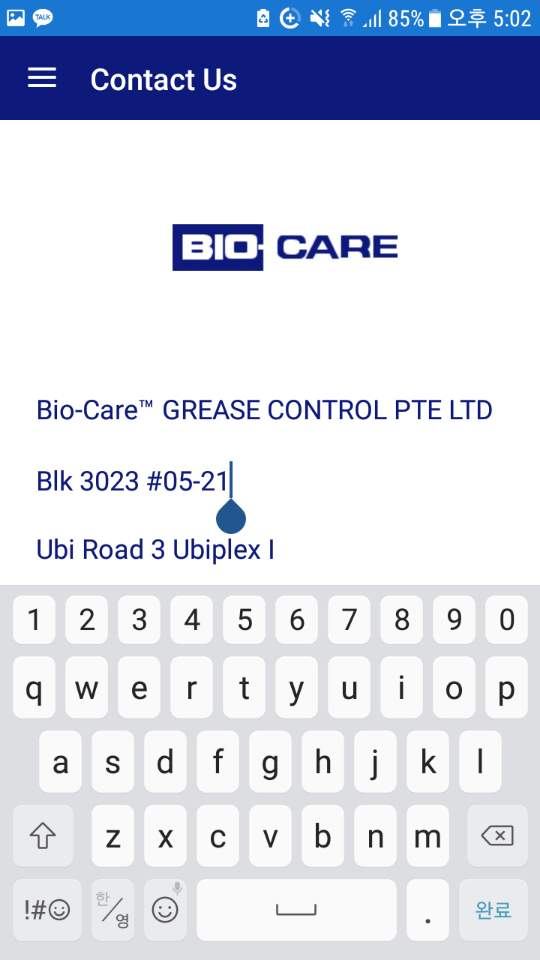 TALK
85% 오후 5:02
Contact Us
BIO-CARE
Bio-Care™ GREASE CONTROL PTE LTD
Blk 3023 #05-21
Ubi Road 3 Ubiplex I
1 2 3 4 5 6 7 8 9 0
q w e r t y u i o p
a s d f g h j k l
z x c v b n m
!#☺ 한/영 . 완료